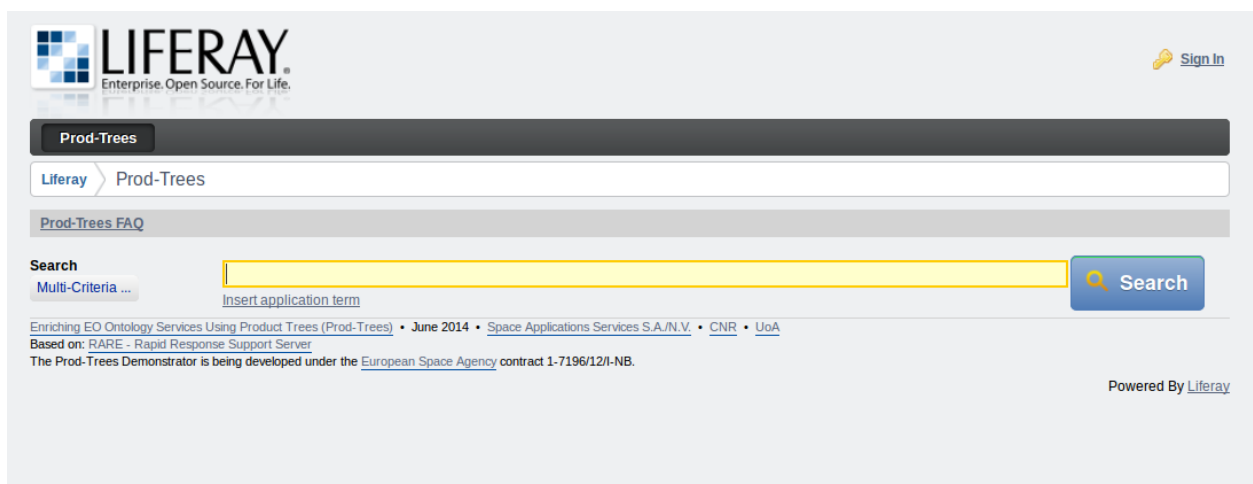 LIFERAY.
Enterprise. Open Source. For Life.
Sign In
Prod-Trees
Liferay Prod-Trees
Prod-Trees FAQ
Search
Multi-Criteria ...
Search
Insert application term
Enriching EO Ontology Services Using Product Trees (Prod-Trees) • June 2014 • Space Applications Services S.A./N.V. • CNR • UoA
Based on: RARE - Rapid Response Support Server
The Prod-Trees Demonstrator is being developed under the European Space Agency contract 1-7196/12/I-NB.
Powered By Liferay